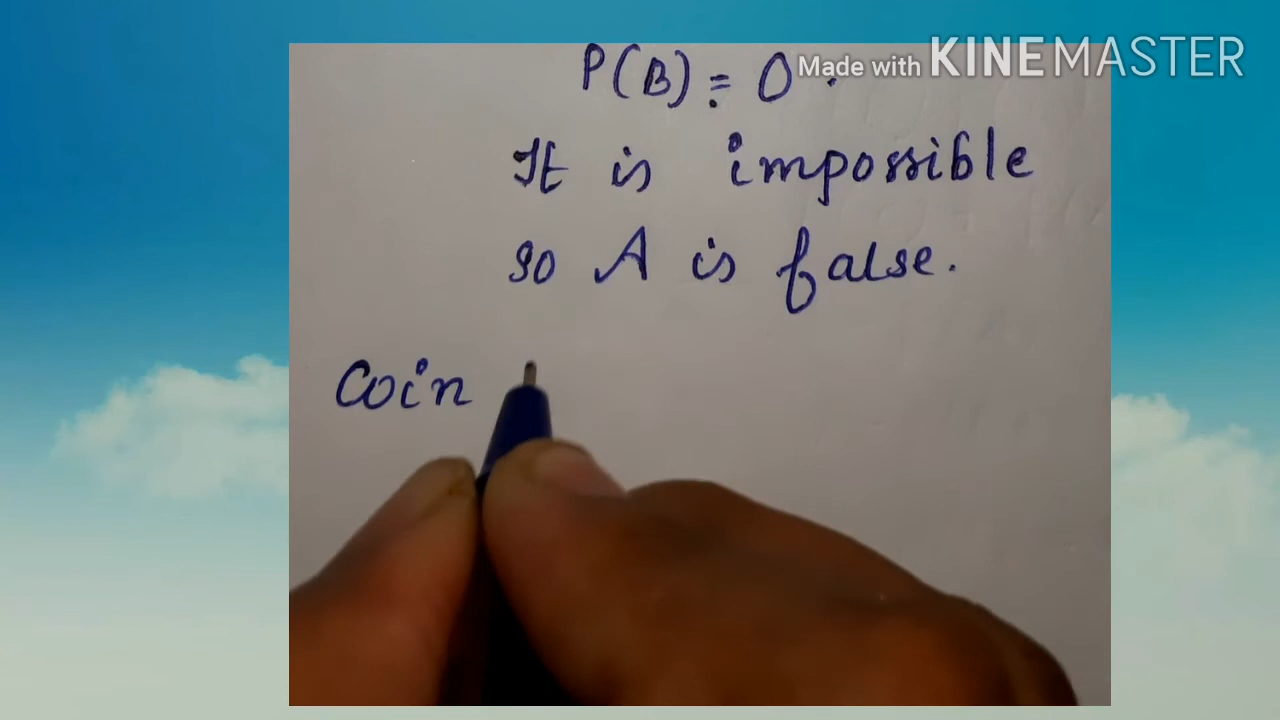 P(B) = 0.
Made with KINEMASTER
It is impossible
so A is false.
Coin